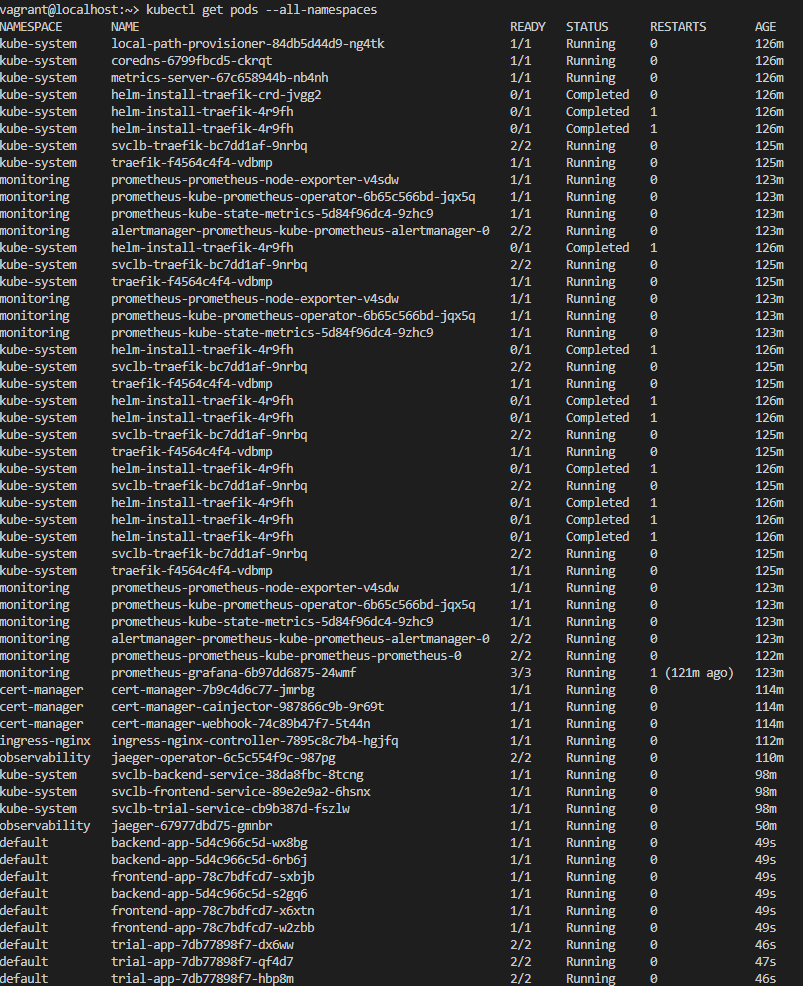 vagrant@localhost:~> kubectl get pods --all-namespaces
NAMESPACE NAME READY STATUS RESTARTS AGE
kube-system local-path-provisioner-84db5d44d9-ng4tk 1/1 Running 0 126m
kube-system coredns-6799fbcd5-ckrqt 1/1 Running 0 126m
kube-system metrics-server-67c658944b-nb4nh 1/1 Running 0 126m
kube-system helm-install-traefik-crd-jvgg2 0/1 Completed 0 126m
kube-system helm-install-traefik-4r9fh 0/1 Completed 1 126m
kube-system helm-install-traefik-4r9fh 0/1 Completed 1 126m
kube-system svclb-traefik-bc7dd1af-9nrbq 2/2 Running 0 125m
kube-system traefik-f4564c4f4-vdbmp 1/1 Running 0 125m
monitoring prometheus-prometheus-node-exporter-v4sdw 1/1 Running 0 123m
monitoring prometheus-kube-prometheus-operator-6b65c566bd-jqx5q 1/1 Running 0 123m
monitoring prometheus-kube-state-metrics-5d84f96dc4-9zhc9 1/1 Running 0 123m
monitoring alertmanager-prometheus-kube-prometheus-alertmanager-0 2/2 Running 0 123m
kube-system helm-install-traefik-4r9fh 0/1 Completed 1 126m
kube-system svclb-traefik-bc7dd1af-9nrbq 2/2 Running 0 125m
kube-system traefik-f4564c4f4-vdbmp 1/1 Running 0 125m
monitoring prometheus-prometheus-node-exporter-v4sdw 1/1 Running 0 123m
monitoring prometheus-kube-prometheus-operator-6b65c566bd-jqx5q 1/1 Running 0 123m
monitoring prometheus-kube-state-metrics-5d84f96dc4-9zhc9 1/1 Running 0 123m
kube-system helm-install-traefik-4r9fh 0/1 Completed 1 126m
kube-system svclb-traefik-bc7dd1af-9nrbq 2/2 Running 0 125m
kube-system traefik-f4564c4f4-vdbmp 1/1 Running 0 125m
kube-system helm-install-traefik-4r9fh 0/1 Completed 1 126m
kube-system helm-install-traefik-4r9fh 0/1 Completed 1 126m
kube-system svclb-traefik-bc7dd1af-9nrbq 2/2 Running 0 125m
kube-system traefik-f4564c4f4-vdbmp 1/1 Running 0 125m
kube-system helm-install-traefik-4r9fh 0/1 Completed 1 126m
kube-system svclb-traefik-bc7dd1af-9nrbq 2/2 Running 0 125m
kube-system helm-install-traefik-4r9fh 0/1 Completed 1 126m
kube-system helm-install-traefik-4r9fh 0/1 Completed 1 126m
kube-system helm-install-traefik-4r9fh 0/1 Completed 1 126m
kube-system svclb-traefik-bc7dd1af-9nrbq 2/2 Running 0 125m
kube-system traefik-f4564c4f4-vdbmp 1/1 Running 0 125m
monitoring prometheus-prometheus-node-exporter-v4sdw 1/1 Running 0 123m
monitoring prometheus-kube-prometheus-operator-6b65c566bd-jqx5q 1/1 Running 0 123m
monitoring prometheus-kube-state-metrics-5d84f96dc4-9zhc9 1/1 Running 0 123m
monitoring alertmanager-prometheus-kube-prometheus-alertmanager-0 2/2 Running 0 123m
monitoring prometheus-prometheus-kube-prometheus-prometheus-0 2/2 Running 0 122m
monitoring prometheus-grafana-6b97dd6875-24wmf 3/3 Running 1 (121m ago) 123m
cert-manager cert-manager-7b9c4d6c77-jmrbg 1/1 Running 0 114m
cert-manager cert-manager-cainjector-987866c9b-9r69t 1/1 Running 0 114m
cert-manager cert-manager-webhook-74c89b47f7-5t44n 1/1 Running 0 114m
ingress-nginx ingress-nginx-controller-7895c8c7b4-hgjfq 1/1 Running 0 112m
observability jaeger-operator-6c5c554f9c-987pg 2/2 Running 0 110m
kube-system svclb-backend-service-38da8fbc-8tcng 1/1 Running 0 98m
kube-system svclb-frontend-service-89e2e9a2-6hsnx 1/1 Running 0 98m
kube-system svclb-trial-service-cb9b387d-fszlw 1/1 Running 0 98m
observability jaeger-67977dbd75-gmnbr 1/1 Running 0 50m
default backend-app-5d4c966c5d-wx8bg 1/1 Running 0 49s
default backend-app-5d4c966c5d-6rb6j 1/1 Running 0 49s
default frontend-app-78c7bdfcd7-sxbjb 1/1 Running 0 49s
default backend-app-5d4c966c5d-s2gq6 1/1 Running 0 49s
default frontend-app-78c7bdfcd7-x6xtn 1/1 Running 0 49s
default frontend-app-78c7bdfcd7-w2zbb 1/1 Running 0 49s
default trial-app-7db77898f7-dx6ww 2/2 Running 0 46s
default trial-app-7db77898f7-qf4d7 2/2 Running 0 47s
default trial-app-7db77898f7-hbp8m 2/2 Running 0 46s